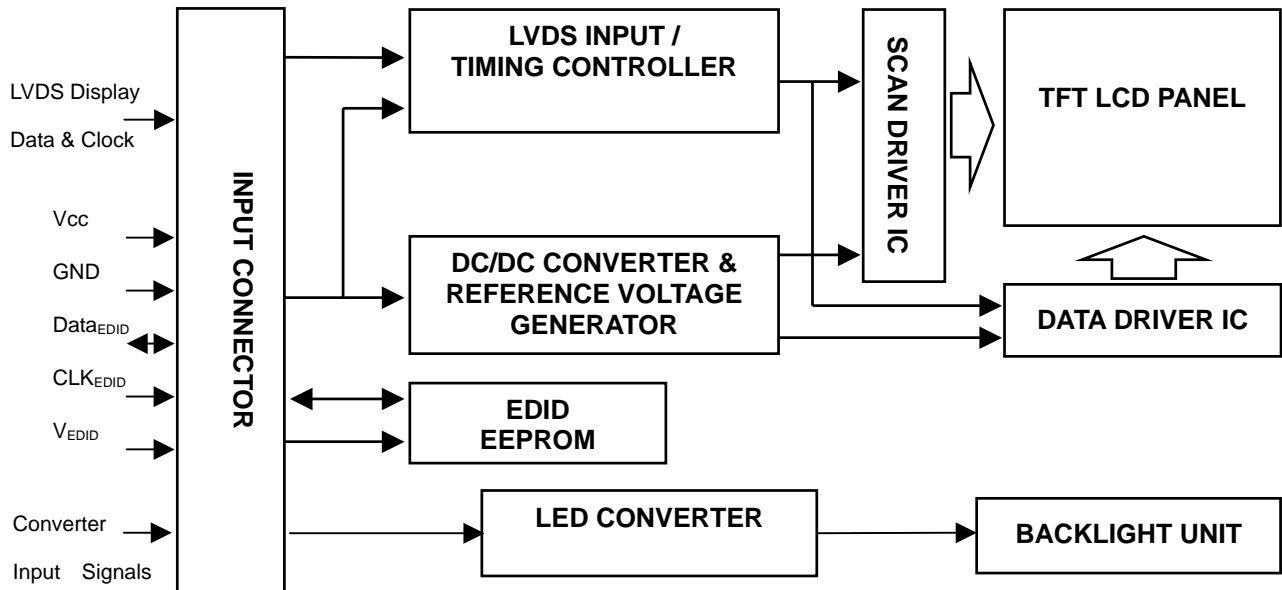 LVDS Display
Data & Clock
Vcc
GND
DataEDID
CLKEDID
VEDID
Converter
Input Signals
INPUT CONNECTOR
LVDS INPUT /
TIMING CONTROLLER
DC/DC CONVERTER &
REFERENCE VOLTAGE
GENERATOR
EDID
EEPROM
LED CONVERTER
SCAN DRIVER IC
TFT LCD PANEL
DATA DRIVER IC
BACKLIGHT UNIT